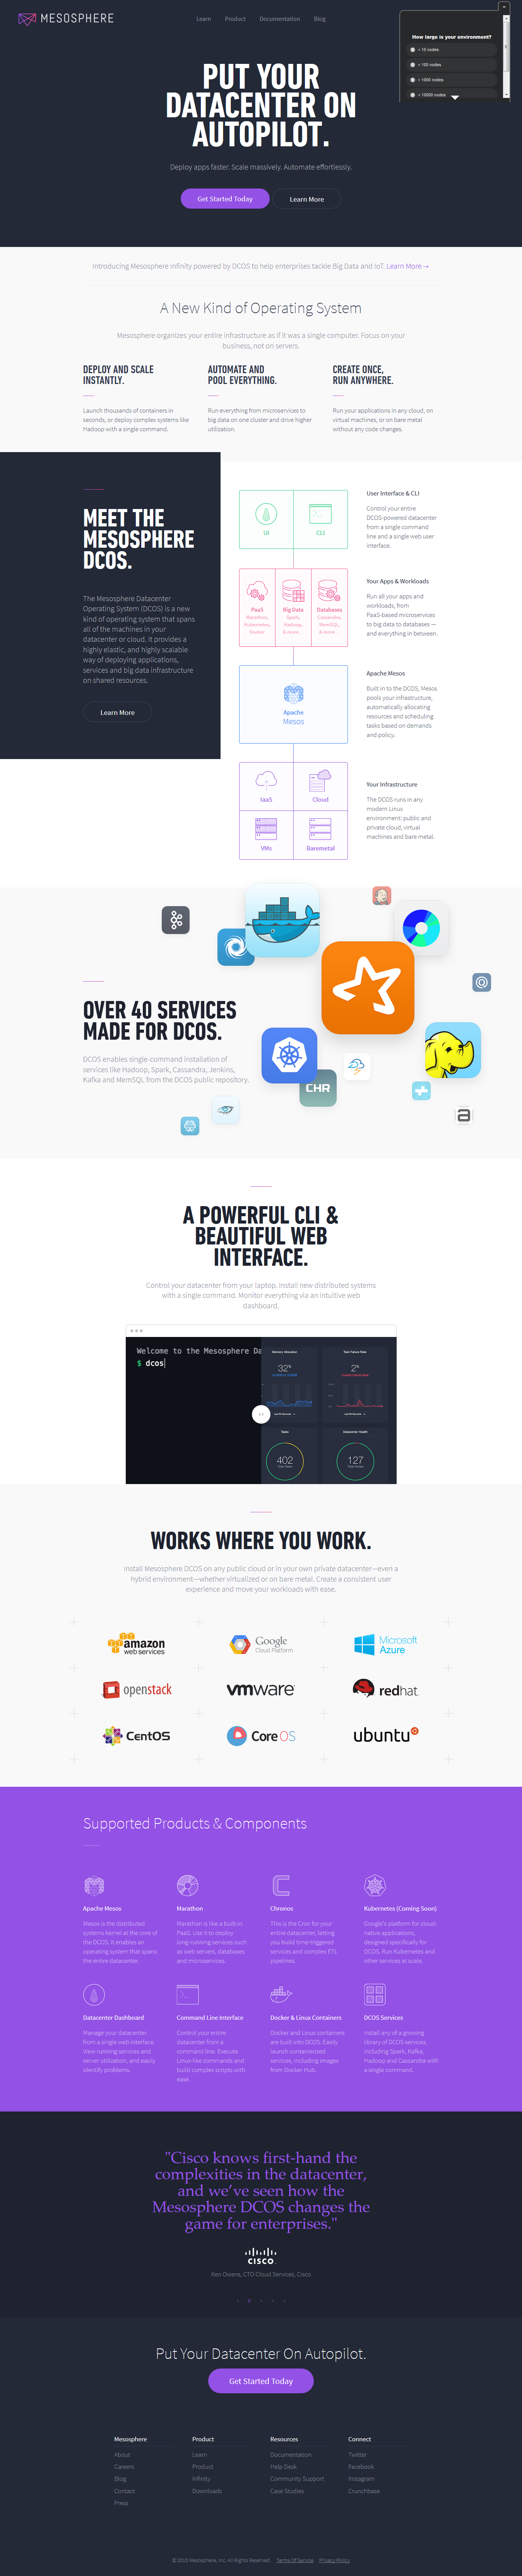 MESOSPHERE
Learn Product Documentation Blog
How large is your environment?
< 10 nodes
< 100 nodes
< 1000 nodes
< 10000 nodes
PUT YOUR
DATACENTER ON
AUTOPILOT.
Deploy apps faster. Scale massively. Automate effortlessly.
Get Started Today Learn More
Introducing Mesosphere Infinity powered by DCOS to help enterprises tackle Big Data and IoT. Learn More →
A New Kind of Operating System
Mesosphere organizes your entire infrastructure as if it was a single computer. Focus on your
business, not on servers.
DEPLOY AND SCALE
INSTANTLY.
Launch thousands of containers in
seconds, or deploy complex systems like
Hadoop with a single command.
AUTOMATE AND
POOL EVERYTHING.
Run everything from microservices to
big data on one cluster and drive higher
utilization.
CREATE ONCE,
RUN ANYWHERE.
Run your applications in any cloud, on
virtual machines, or on bare metal
without any code changes.
MEET THE
MESOSPHERE
DCOS.
The Mesosphere Datacenter
Operating System (DCOS) is a new
kind of operating system that spans
all of the machines in your
datacenter or cloud. It provides a
highly elastic, and highly scalable
way of deploying applications,
services and big data infrastructure
on shared resources.
Learn More
UI CLI
User Interface & CLI
Control your entire
DCOS-powered datacenter
from a single command
line and a single web user
interface.
PaaS
Marathon,
Kubernetes,
Docker
Big Data
Spark,
Hadoop,
& more...
Databases
Cassandra,
MemSQL,
& more...
Your Apps & Workloads
Run all your apps and
workloads, from
PaaS-based microservices
to big data to databases —
and everything in between.
Apache
Mesos
Apache Mesos
Built in to the DCOS, Mesos
pools your infrastructure,
automatically allocating
resources and scheduling
tasks based on demands
and policy.
IaaS Cloud
VMs Baremetal
Your Infrastructure
The DCOS runs in any
modern Linux
environment: public and
private cloud, virtual
machines and bare metal.
OVER 40 SERVICES
MADE FOR DCOS.
DCOS enables single-command installation of
services like Hadoop, Spark, Cassandra, Jenkins,
Kafka and MemSQL from the DCOS public repository.
CHR
A POWERFUL CLI &
BEAUTIFUL WEB
INTERFACE.
Control your datacenter from your laptop. Install new distributed systems
with a single command. Monitor everything via an intuitive web
dashboard.
Welcome to the Mesosphere Da
$ dcos
Memory Allocation
32%
Task Failure Rate
2%
Tasks
402
Datacenter Health
127
WORKS WHERE YOU WORK.
Install Mesosphere DCOS on any public cloud or in your own private datacenter—even a
hybrid environment—whether virtualized or on bare metal. Create a consistent user
experience and move your workloads with ease.
amazon
web services
Google
Cloud Platform
Microsoft
Azure
openstack vmware redhat.
CentOS CoreOS ubuntu
Supported Products & Components
Apache Mesos
Mesos is the distributed
systems kernel at the core of
the DCOS. It enables an
operating system that spans
the entire datacenter.
Marathon
Marathon is like a built-in
PaaS. Use it to deploy
long-running services such
as web servers, databases
and microservices.
Chronos
This is the Cron for your
entire datacenter, letting
you build time-triggered
services and complex ETL
pipelines.
Kubernetes (Coming Soon)
Google's platform for cloud-
native applications,
designed specifically for
DCOS. Run Kubernetes and
other services at scale.
Datacenter Dashboard
Manage your datacenter
from a single web interface.
View running services and
server utilization, and easily
identify problems.
Command Line Interface
Control your entire
datacenter from a
command line. Execute
Linux-like commands and
build complex scripts with
ease.
Docker & Linux Containers
Docker and Linux containers
are built into DCOS. Easily
launch containerized
services, including images
from Docker Hub.
DCOS Services
Install any of a growing
library of DCOS services,
including Spark, Kafka,
Hadoop and Cassandra with
a single command.
"Cisco knows first-hand the
complexities in the datacenter,
and we've seen how the
Mesosphere DCOS changes the
game for enterprises."
CISCO
Ken Owens, CTO Cloud Services, Cisco
Put Your Datacenter On Autopilot.
Get Started Today
Mesosphere
About
Careers
Blog
Contact
Press
Product
Learn
Product
Infinity
Downloads
Resources
Documentation
Help Desk
Community Support
Case Studies
Connect
Twitter
Facebook
Instagram
Crunchbase
© 2015 Mesosphere, Inc. All Rights Reserved. Terms Of Service Privacy Policy